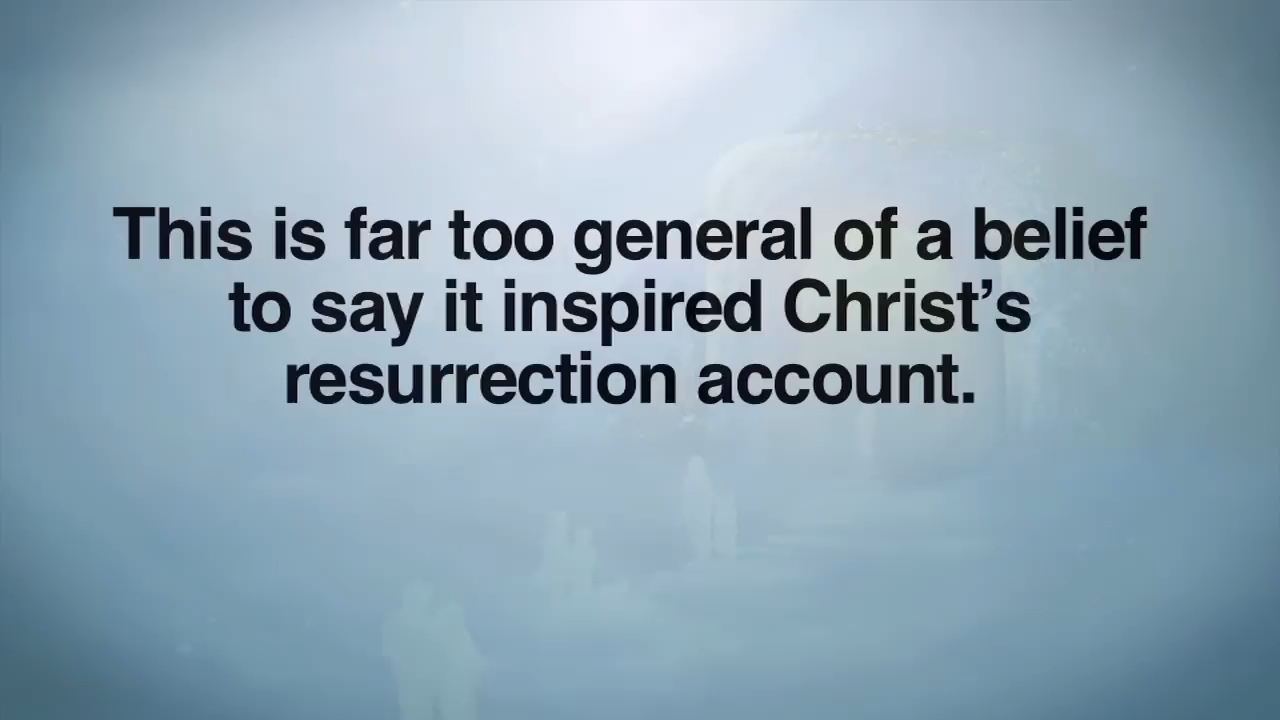 This is far too general of a belief
to say it inspired Christ’s
resurrection account.